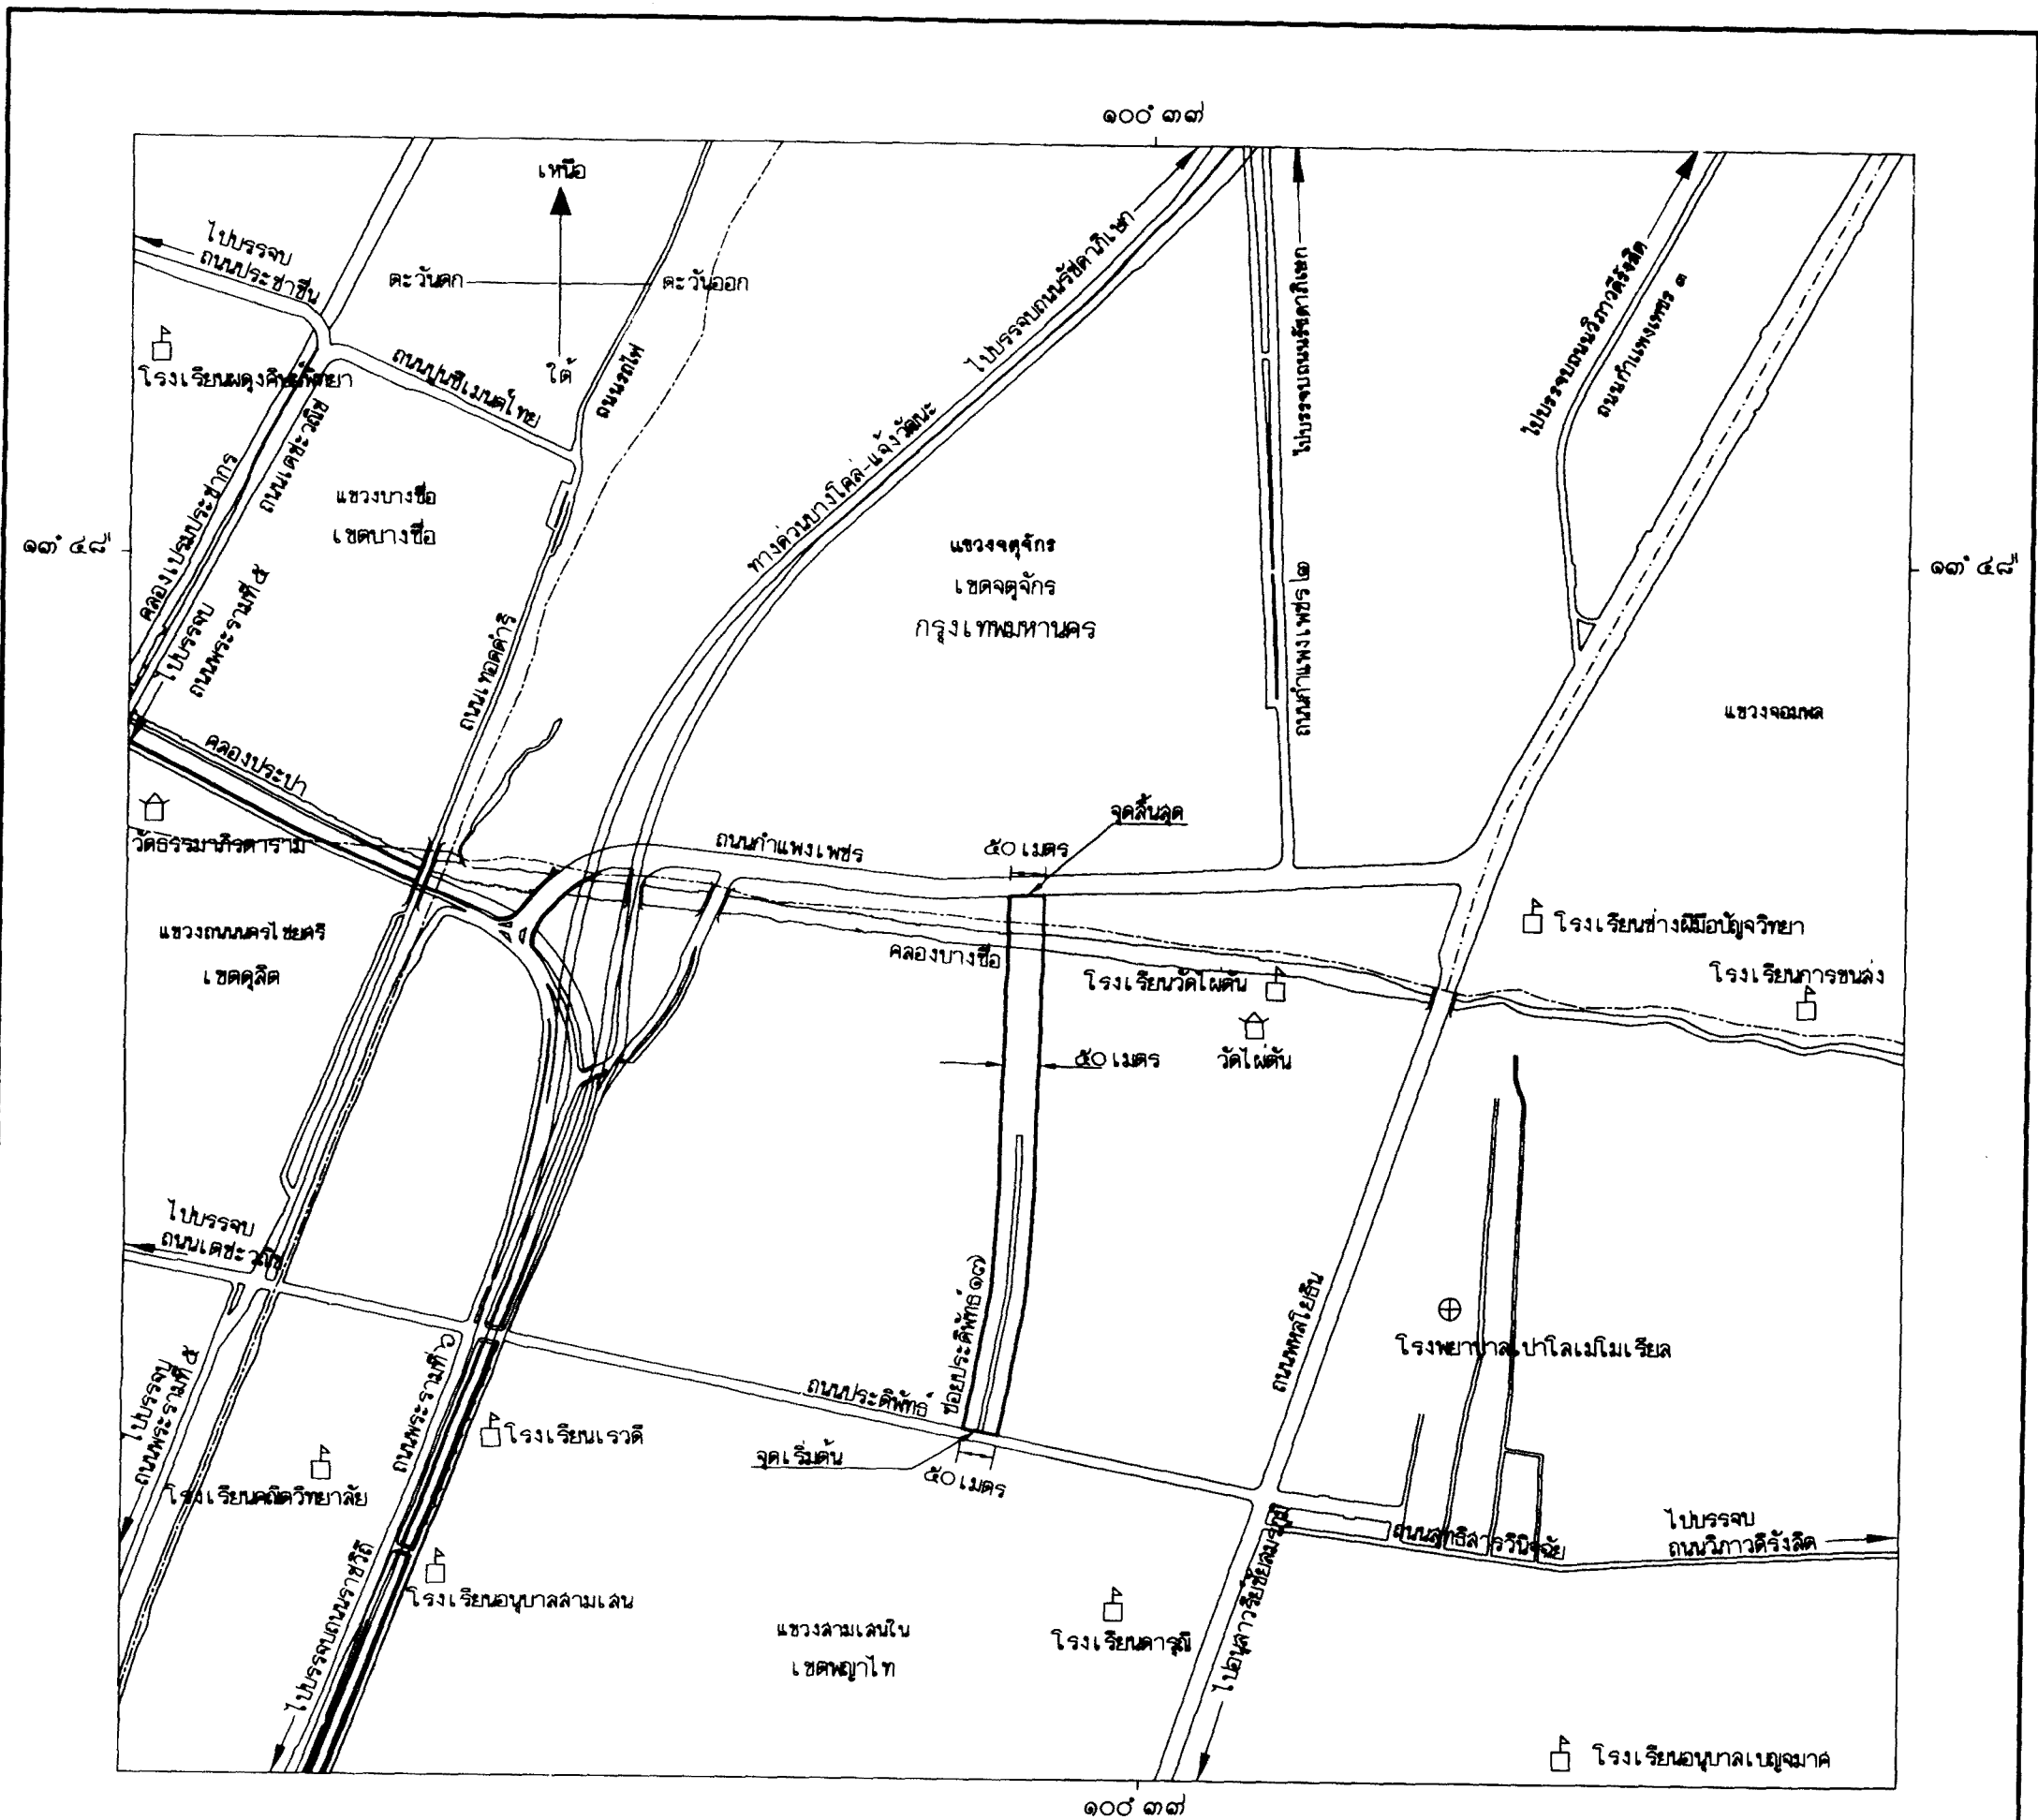 ๑๐๐° ๓๓'
เหนือ
ตะวันตก
ตะวันออก
ใต้
ไปบรรจบ
ถนนประชาชื่น
โรงเรียนผดุงศิษย์พิทยา
ถนนปูนซีเมนต์ไทย
ถนนรถไฟ
ไปบรรจบถนนรัชดาภิเษก
ไปบรรจบถนนรัชดาภิเษก
ไปบรรจบถนนวิภาวดีรังสิต
ถนนกำแพงเพชร ๓
คลองเปรมประชากร
ถนนเตชะวณิช
แขวงบางซื่อ
เขตบางซื่อ
ทางด่วนบางโคล่-แจ้งวัฒนะ
๑๓° ๔๘'
๑๓° ๔๘'
แขวงจตุจักร
เขตจตุจักร
กรุงเทพมหานคร
ไปบรรจบ
ถนนพระรามที่ ๕
ถนนเทอดดำริ
ถนนกำแพงเพชร ๒
แขวงจอมพล
คลองประปา
วัดธรรมาภิรตาราม
ถนนกำแพงเพชร
๕๐ เมตร
จุดสิ้นสุด
แขวงถนนนครไชยศรี
เขตดุสิต
คลองบางซื่อ
โรงเรียนวัดไผ่ตัน
วัดไผ่ตัน
โรงเรียนช่างฝีมือปัญจวิทยา
โรงเรียนการขนส่ง
๕๐ เมตร
ไปบรรจบ
ถนนเตชะวณิช
ซอยประดิพัทธ์ ๑๗
ถนนพหลโยธิน
โรงพยาบาลเปาโลเมโมเรียล
ไปบรรจบ
ถนนพระรามที่ ๕
ถนนพระรามที่ ๖
ถนนประดิพัทธ์
โรงเรียนเรวดี
จุดเริ่มต้น
๕๐ เมตร
โรงเรียนคณิตวิทยาลัย
ถนนสุทธิสารวินิจฉัย
ไปบรรจบ
ถนนวิภาวดีรังสิต
โรงเรียนอนุบาลสามเสน
ไปบรรจบถนนราชวิถี
แขวงสามเสนใน
เขตพญาไท
โรงเรียนดารุณี
ไปอนุสาวรีย์ชัยสมรภูมิ
โรงเรียนอนุบาลเบญจมาศ
๑๐๐° ๓๓'